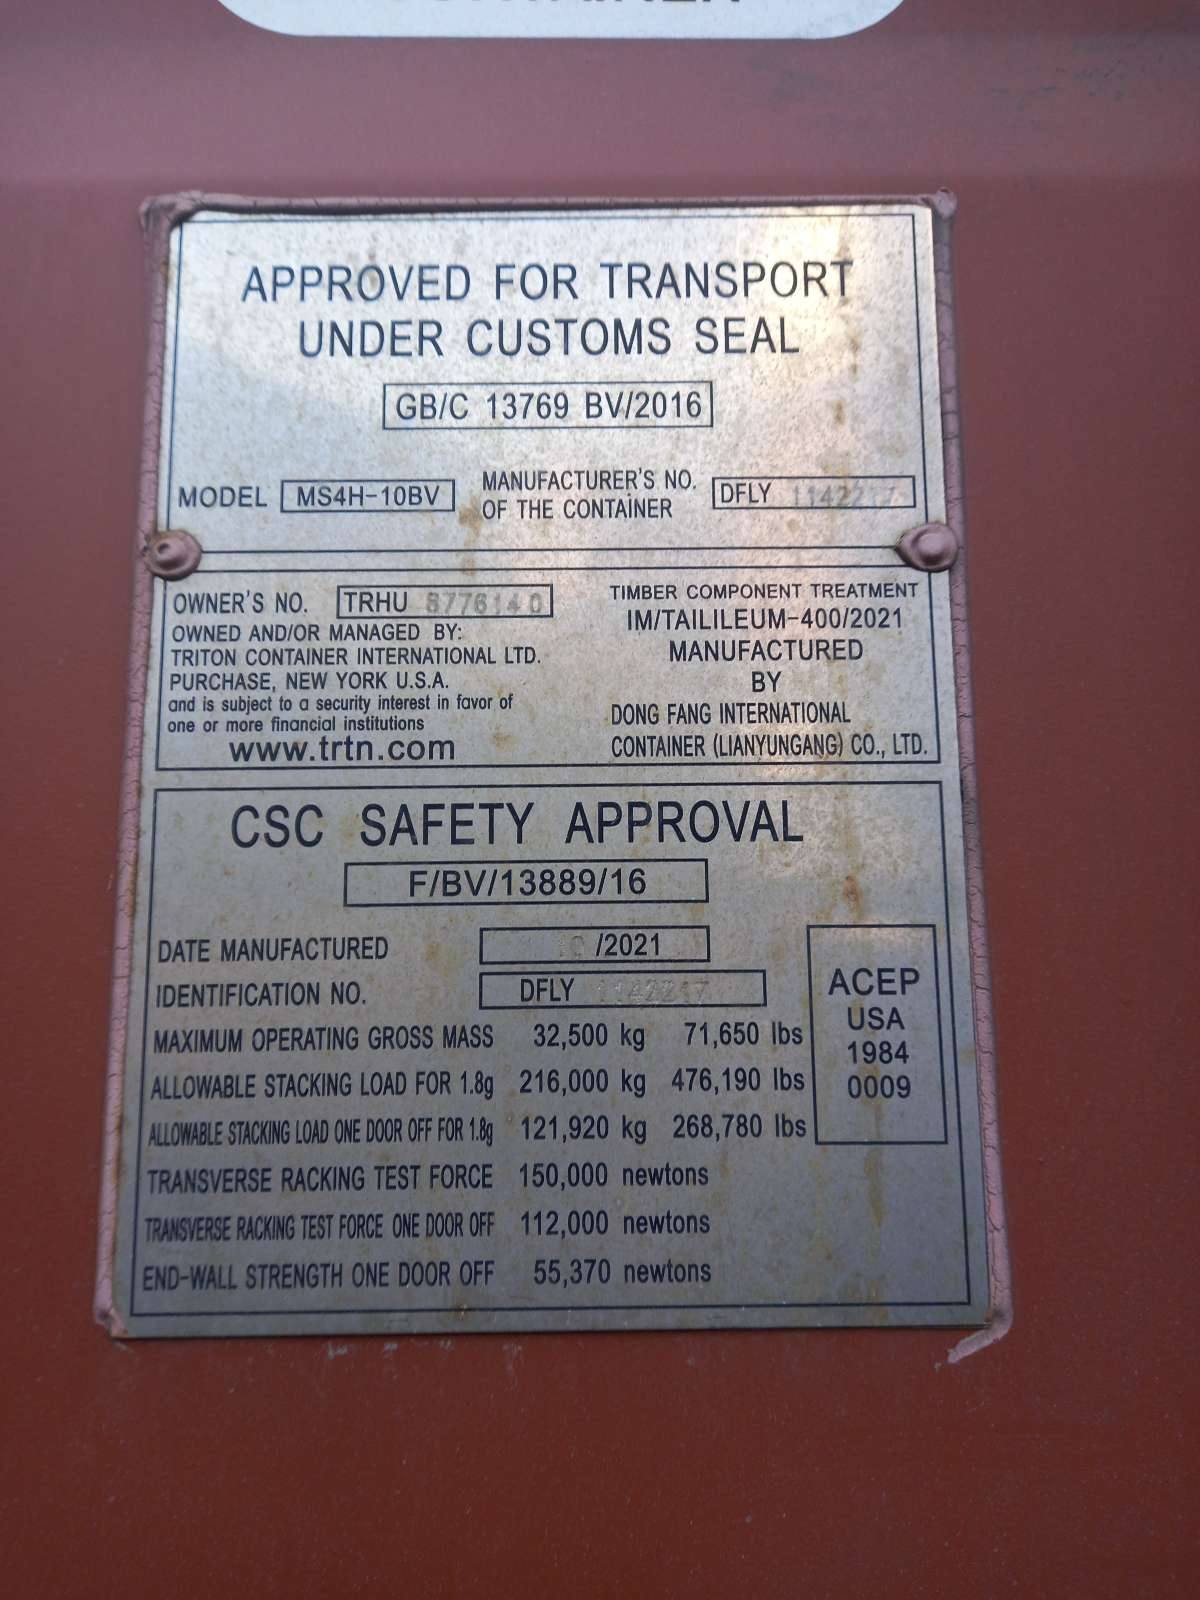 APPROVED FOR TRANSPORT
UNDER CUSTOMS SEAL
GB/C 13769 BV/2016
MODEL MS4H-10BV MANUFACTURER'S NO. OF THE CONTAINER DFLY 1142217
OWNER'S NO. TRHU 8776140
OWNED AND/OR MANAGED BY:
TRITON CONTAINER INTERNATIONAL LTD.
PURCHASE, NEW YORK U.S.A.
and is subject to a security interest in favor of
one or more financial institutions
www.trtn.com
TIMBER COMPONENT TREATMENT
IM/TAILILEUM-400/2021
MANUFACTURED
BY
DONG FANG INTERNATIONAL
CONTAINER (LIANYUNGANG) CO., LTD.
CSC SAFETY APPROVAL
F/BV/13889/16
DATE MANUFACTURED 10/2021
IDENTIFICATION NO. DFLY 1142217
MAXIMUM OPERATING GROSS MASS 32,500 kg 71,650 lbs
ALLOWABLE STACKING LOAD FOR 1.8g 216,000 kg 476,190 lbs
ALLOWABLE STACKING LOAD ONE DOOR OFF FOR 1.8g 121,920 kg 268,780 lbs
TRANSVERSE RACKING TEST FORCE 150,000 newtons
TRANSVERSE RACKING TEST FORCE ONE DOOR OFF 112,000 newtons
END-WALL STRENGTH ONE DOOR OFF 55,370 newtons
ACEP
USA
1984
0009